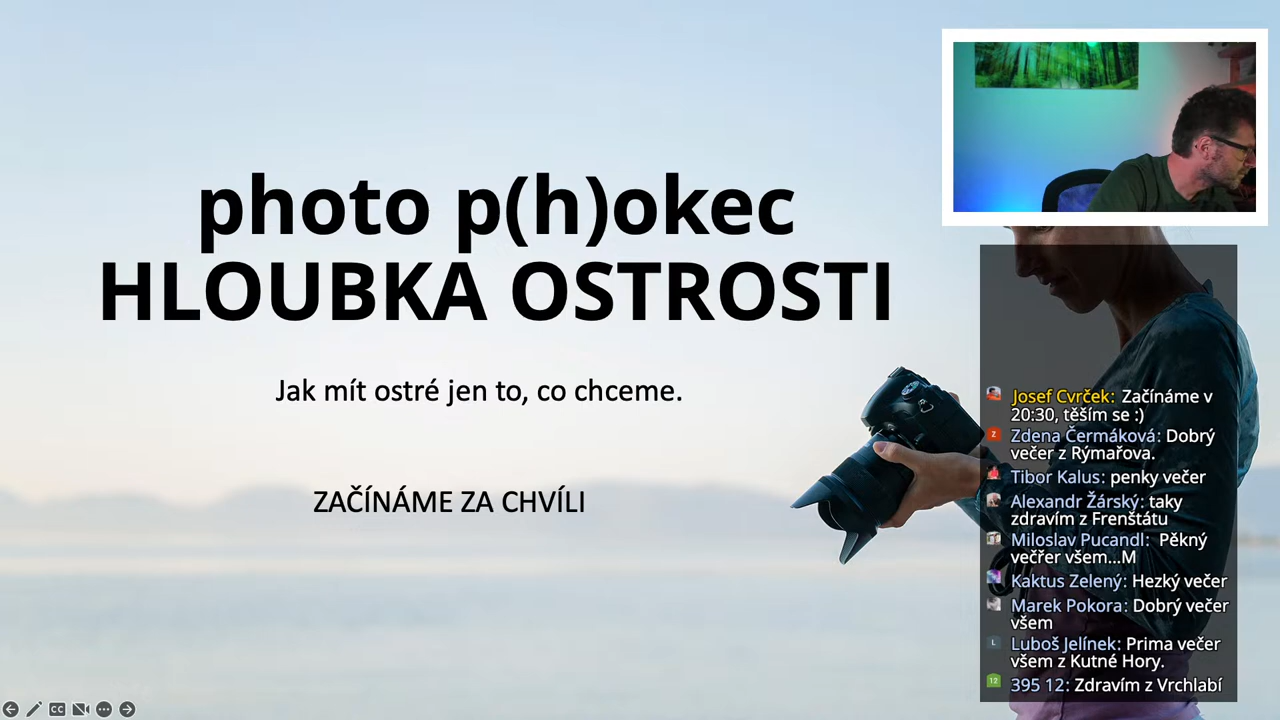 photo p(h)okec
HLOUBKA OSTROSTI
Jak mít ostré jen to, co chceme.
ZAČÍNÁME ZA CHVÍLI
Josef Cvrček: Začínáme v
20:30, těším se :)
Z
Zdena Čermáková: Dobrý
večer z Rýmařova.
Tibor Kalus: penky večer
Alexandr Žárský: taky
zdravím z Frenštátu
Miloslav Pucandl: Pěkný
večřer všem...M
Kaktus Zelený: Hezký večer
Marek Pokora: Dobrý večer
všem
L
Luboš Jelínek: Prima večer
všem z Kutné Hory.
12
395 12: Zdravím z Vrchlabí
CC